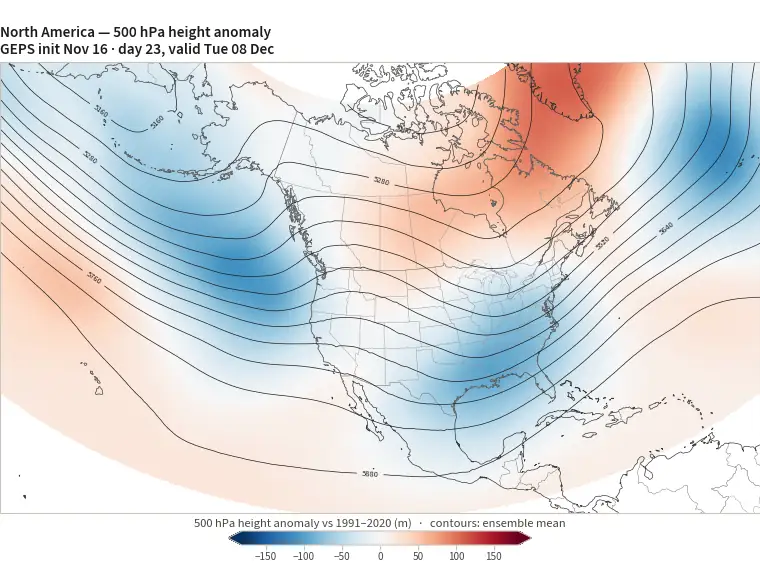 North America — 500 hPa height anomaly
GEPS init Nov 16 · day 23, valid Tue 08 Dec
5160
5160
5280
5280
5520
5640
5760
5880
500 hPa height anomaly vs 1991–2020 (m) · contours: ensemble mean
−150 −100 −50 0 50 100 150